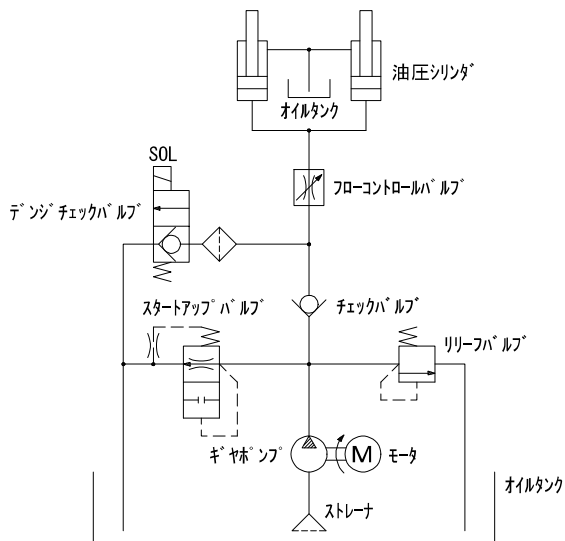 油圧シリンダ
オイルタンク
SOL
フローコントロールバルブ
デンジチェックバルブ
スタートアップバルブ
チェックバルブ
リリーフバルブ
ギヤポンプ
M
モータ
オイルタンク
ストレーナ